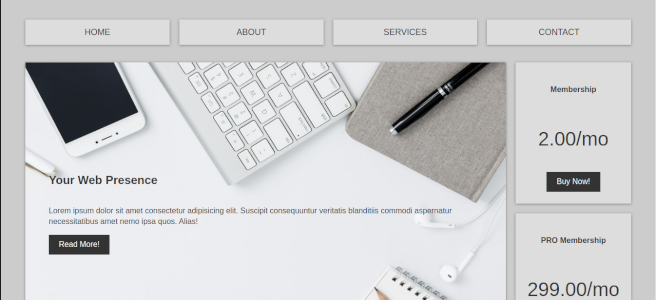 HOME
ABOUT
SERVICES
CONTACT
Your Web Presence
Lorem ipsum dolor sit amet consectetur adipisicing elit. Suscipit consequuntur veritatis blanditiis commodi aspernatur
necessitatibus amet nemo ipsa quos. Alias!
Read More!
Membership
2.00/mo
Buy Now!
PRO Membership
299.00/mo